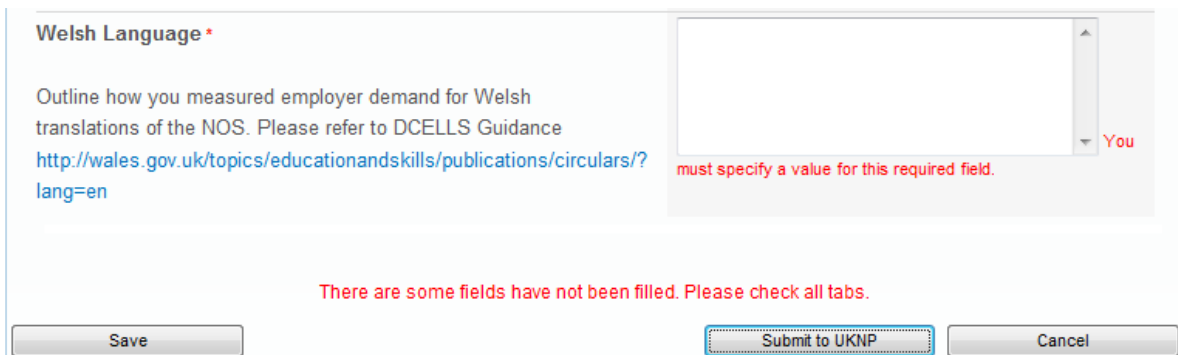 Welsh Language *
Outline how you measured employer demand for Welsh
translations of the NOS. Please refer to DCELLS Guidance
http://wales.gov.uk/topics/educationandskills/publications/circulars/?
lang=en
You
must specify a value for this required field.
There are some fields have not been filled. Please check all tabs.
Save
Submit to UKNP
Cancel